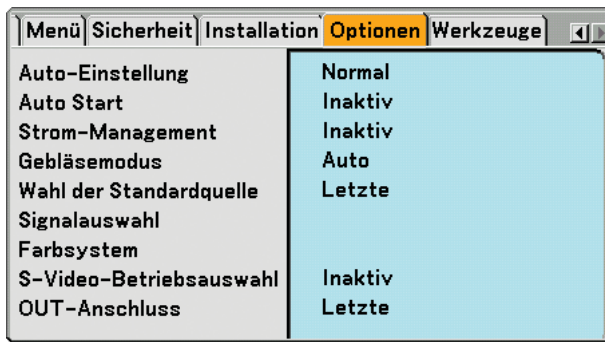 Menü Sicherheit Installation Optionen Werkzeuge
Auto-Einstellung Normal
Auto Start Inaktiv
Strom-Management Inaktiv
Gebläsemodus Auto
Wahl der Standardquelle Letzte
Signalauswahl
Farbsystem
S-Video-Betriebsauswahl Inaktiv
OUT-Anschluss Letzte